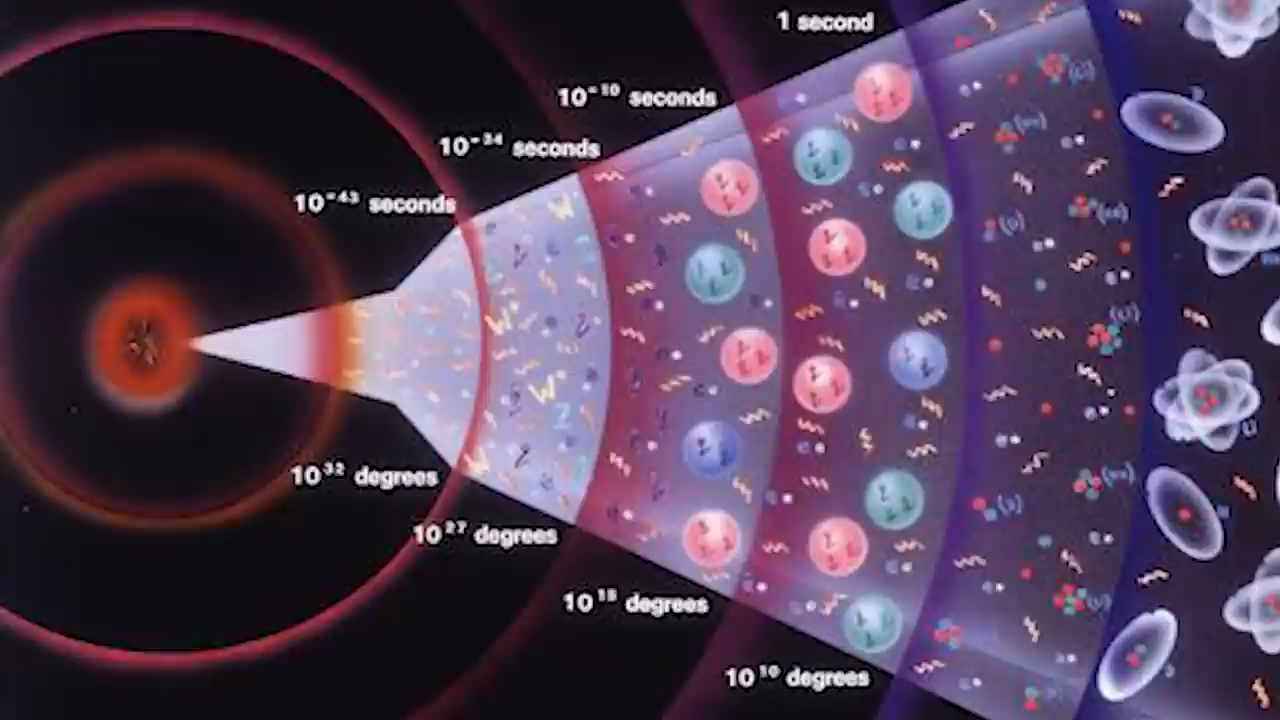 1 second
10⁻¹⁰ seconds
10⁻³⁴ seconds
10⁻⁴³ seconds
10³² degrees
10²⁷ degrees
10¹⁵ degrees
10¹⁰ degrees
W
W
Z
W
Z
W